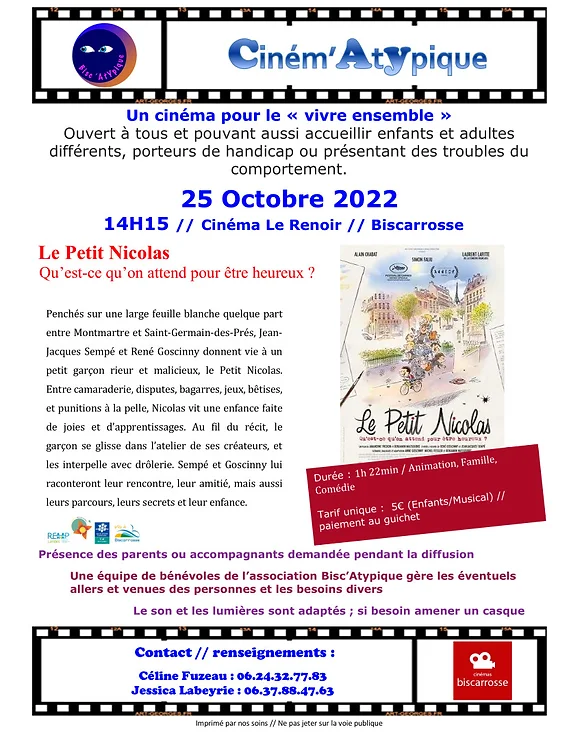 Bisc'Atypique
Ciném'Atypique
ART-GEORGES.FR
Un cinéma pour le « vivre ensemble »
Ouvert à tous et pouvant aussi accueillir enfants et adultes
différents, porteurs de handicap ou présentant des troubles du
comportement.
25 Octobre 2022
14H15 // Cinéma Le Renoir // Biscarrosse
Le Petit Nicolas
Qu'est-ce qu'on attend pour être heureux ?
Penchés sur une large feuille blanche quelque part
entre Montmartre et Saint-Germain-des-Prés, Jean-
Jacques Sempé et René Goscinny donnent vie à un
petit garçon rieur et malicieux, le Petit Nicolas.
Entre camaraderie, disputes, bagarres, jeux, bêtises,
et punitions à la pelle, Nicolas vit une enfance faite
de joies et d'apprentissages. Au fil du récit, le
garçon se glisse dans l'atelier de ses créateurs, et
les interpelle avec drôlerie. Sempé et Goscinny lui
raconteront leur rencontre, leur amitié, mais aussi
leurs parcours, leurs secrets et leur enfance.
ALAIN CHABAT
SIMON FALIU
LAURENT LAFITTE
Le Petit Nicolas
Qu'est-ce qu'on attend pour être heureux ?
Durée : 1h 22min / Animation, Famille,
Comédie
Tarif unique : 5€ (Enfants/Musical) //
paiement au guichet
Biscarrosse
Présence des parents ou accompagnants demandée pendant la diffusion
Une équipe de bénévoles de l'association Bisc'Atypique gère les éventuels
allers et venues des personnes et les besoins divers
Le son et les lumières sont adaptés ; si besoin amener un casque
Contact // renseignements :
Céline Fuzeau : 06.24.32.77.83
Jessica Labeyrie : 06.37.88.47.63
cinémas
biscarrosse
ART-GEORGES.FR
Imprimé par nos soins // Ne pas jeter sur la voie publique